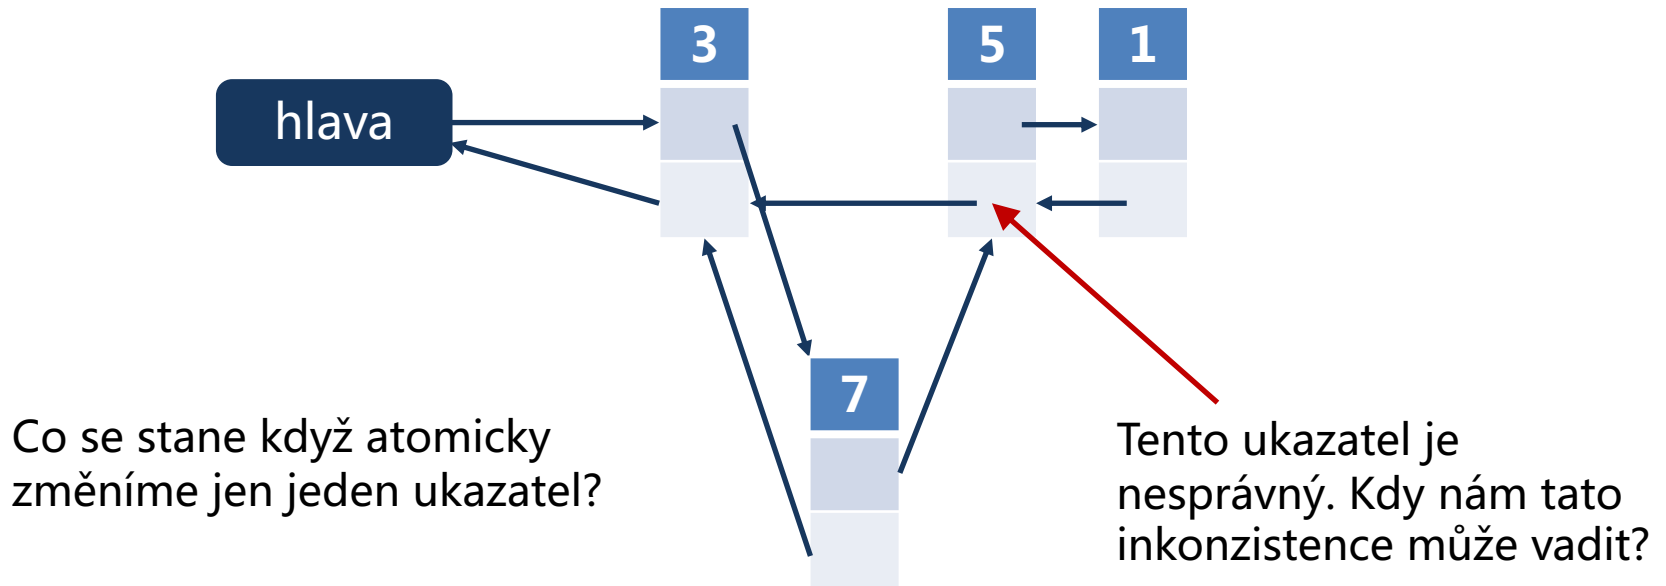 3
5
1
hlava
7
Co se stane když atomicky
změníme jen jeden ukazatel?
Tento ukazatel je
nesprávný. Kdy nám tato
inkonzistence může vadit?